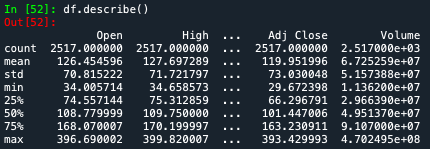 In [52]: df.describe()
Out[52]:
Open High ... Adj Close Volume
count 2517.000000 2517.000000 ... 2517.000000 2.517000e+03
mean 126.454596 127.697289 ... 119.951996 6.725259e+07
std 70.815222 71.721797 ... 73.030048 5.157388e+07
min 34.005714 34.658573 ... 29.672398 1.136200e+07
25% 74.557144 75.312859 ... 66.296791 2.966390e+07
50% 108.779999 109.750000 ... 101.447006 4.951370e+07
75% 168.070007 170.199997 ... 163.230911 9.107000e+07
max 396.690002 399.820007 ... 393.429993 4.702495e+08